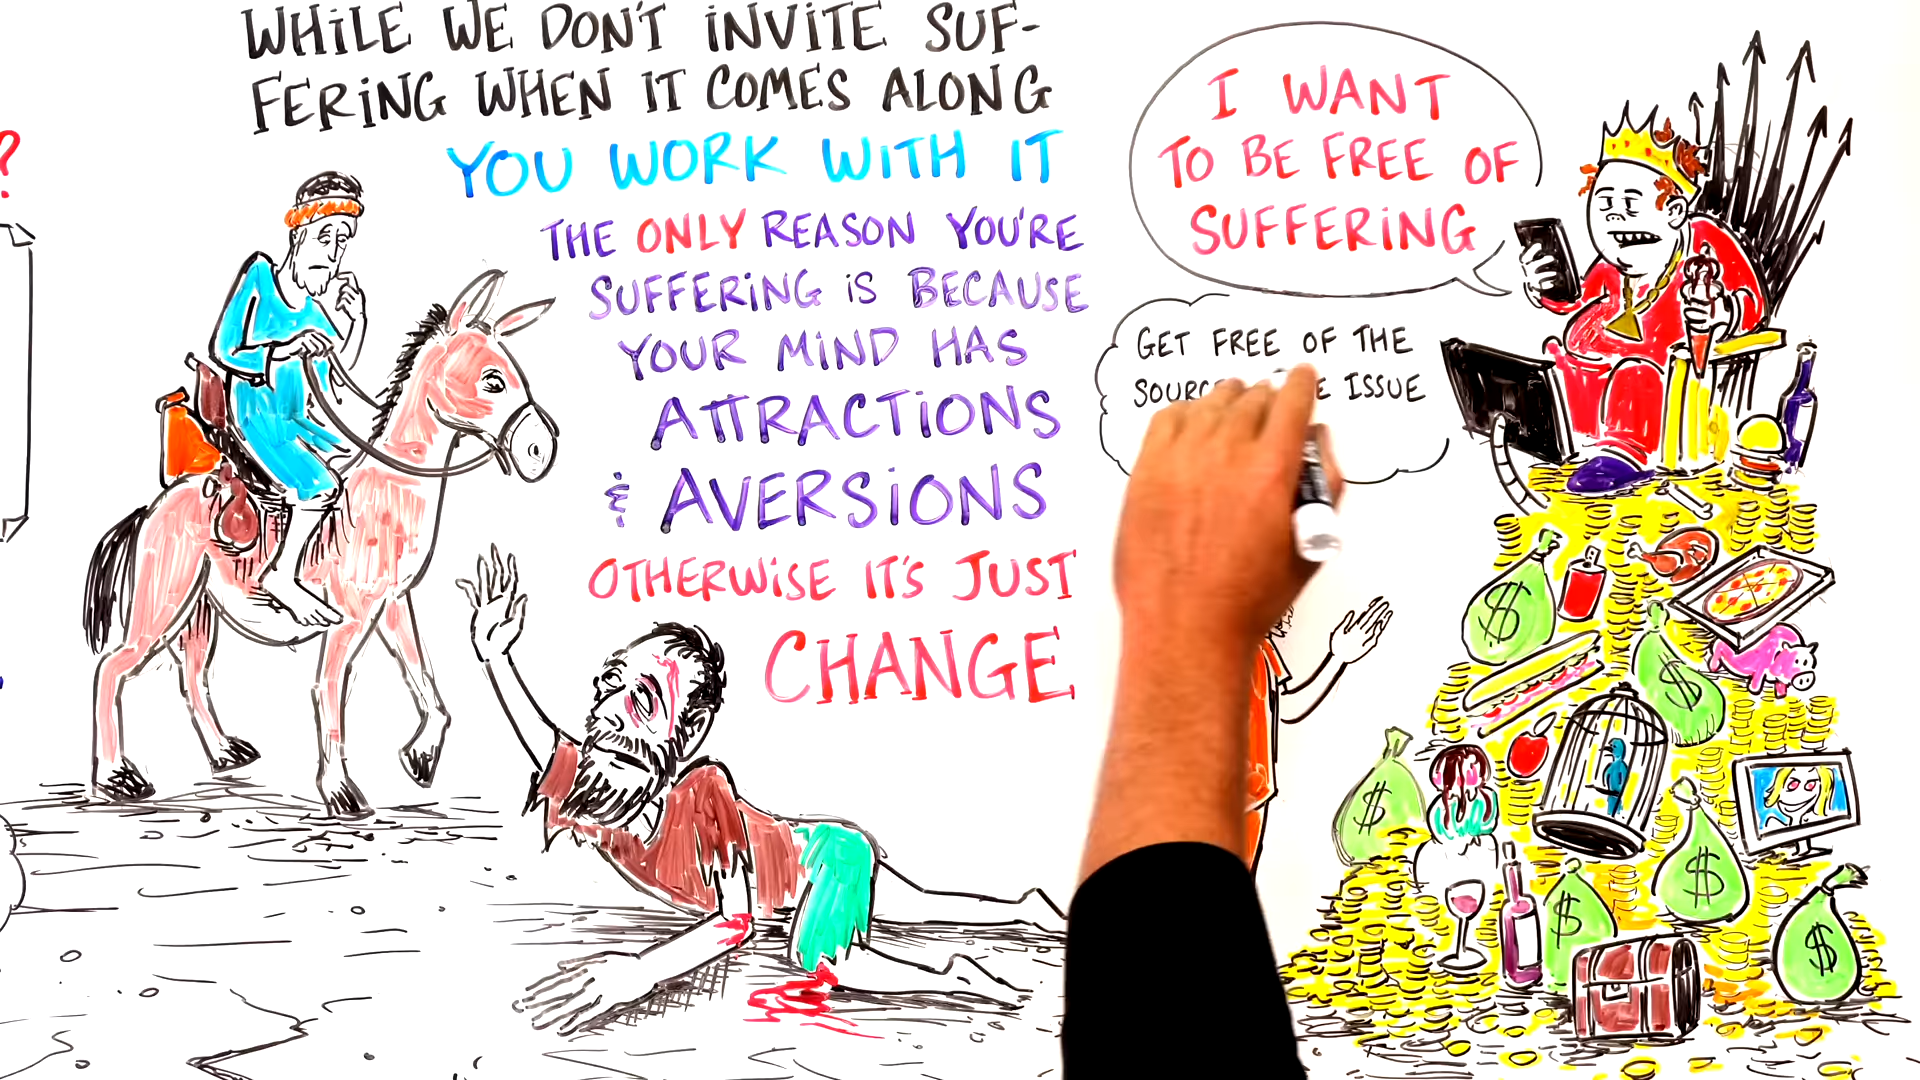 WHILE WE DON'T INVITE SUF-
FERING WHEN IT COMES ALONG
YOU WORK WITH IT
THE ONLY REASON YOU'RE
SUFFERING IS BECAUSE
YOUR MIND HAS
ATTRACTIONS
& AVERSIONS
OTHERWISE IT'S JUST
CHANGE
?
I WANT
TO BE FREE OF
SUFFERING
GET FREE OF THE
ISSUE
$
$
$
$
$
$